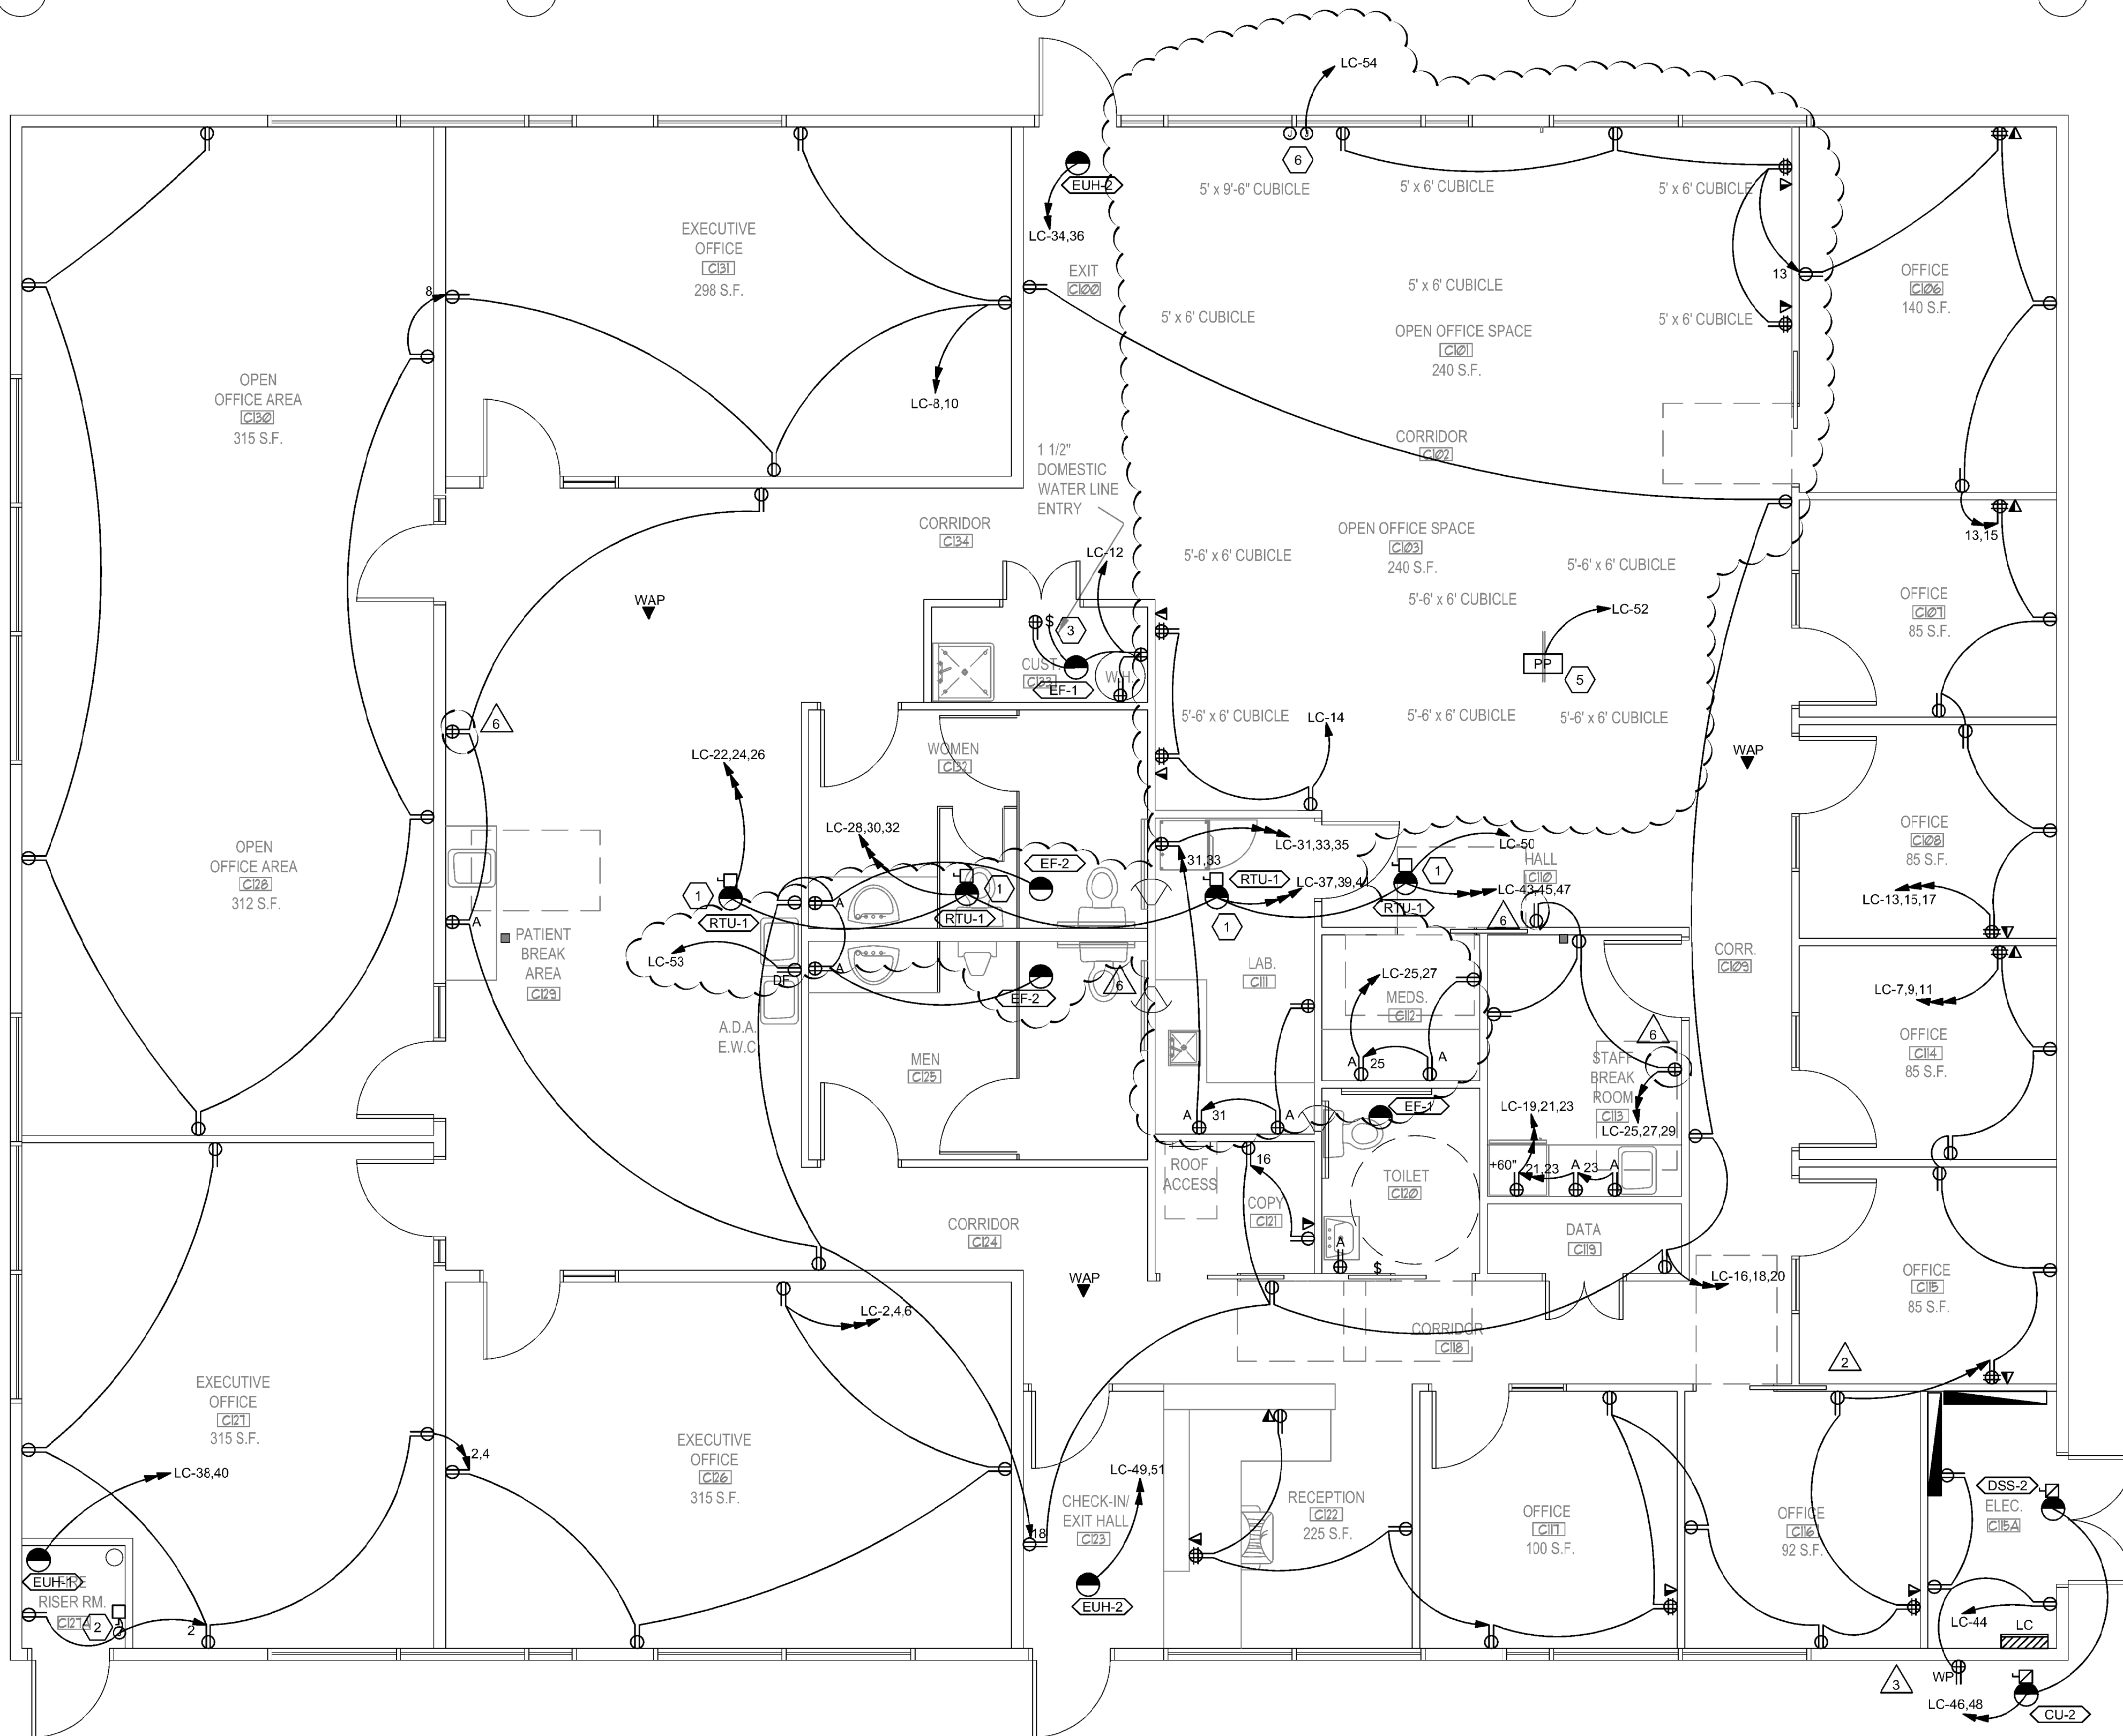 LC-54
6
EUH-2
LC-34,36
5' x 9'-6" CUBICLE
5' x 6' CUBICLE
5' x 6' CUBICLE
EXECUTIVE
OFFICE
C131
298 S.F.
EXIT
C100
13
OFFICE
C106
140 S.F.
8
5' x 6' CUBICLE
5' x 6' CUBICLE
5' x 6' CUBICLE
OPEN OFFICE SPACE
C101
240 S.F.
OPEN
OFFICE AREA
C130
315 S.F.
LC-8,10
CORRIDOR
C102
1 1/2"
DOMESTIC
WATER LINE
ENTRY
CORRIDOR
C134
OPEN OFFICE SPACE
C103
240 S.F.
13,15
LC-12
5'-6' x 6' CUBICLE
5'-6' x 6' CUBICLE
5'-6' x 6' CUBICLE
OFFICE
C107
85 S.F.
WAP
LC-52
$
3
CUST.
C133
W.H.
EF-1
PP
5
6
5'-6' x 6' CUBICLE
5'-6' x 6' CUBICLE
5'-6' x 6' CUBICLE
LC-14
WOMEN
C132
WAP
LC-22,24,26
LC-28,30,32
OPEN
OFFICE AREA
C128
312 S.F.
EF-2
31,33
LC-31,33,35
LC-50
HALL
C110
OFFICE
C108
85 S.F.
1
RTU-1
A
1
RTU-1
RTU-1
LC-37,39,41
1
1
RTU-1
LC-43,45,47
6
LC-13,15,17
PATIENT
BREAK
AREA
C129
A
LC-53
DF
A
EF-2
6
LAB.
C111
LC-25,27
MEDS.
C112
CORR.
C109
LC-7,9,11
A.D.A.
E.W.C
MEN
C125
A
25
A
6
STAFF
BREAK
ROOM
C113
OFFICE
C114
85 S.F.
A
31
A
EF-1
LC-19,21,23
LC-25,27,29
ROOF
ACCESS
16
TOILET
C120
+60"
21,23
A
23
A
COPY
C121
CORRIDOR
C124
A
$
DATA
C119
WAP
LC-16,18,20
OFFICE
C115
85 S.F.
LC-2,4,6
CORRIDOR
C118
2
EXECUTIVE
OFFICE
C127
315 S.F.
2,4
EXECUTIVE
OFFICE
C126
315 S.F.
LC-38,40
LC-49,51
CHECK-IN/
EXIT HALL
C123
18
RECEPTION
C122
225 S.F.
OFFICE
C117
100 S.F.
OFFICE
C116
92 S.F.
DSS-2
ELEC.
C115A
EUH-1
FIRE
RISER RM.
C127A
2
2
EUH-2
LC-44
LC
WP
3
LC-46,48
CU-2